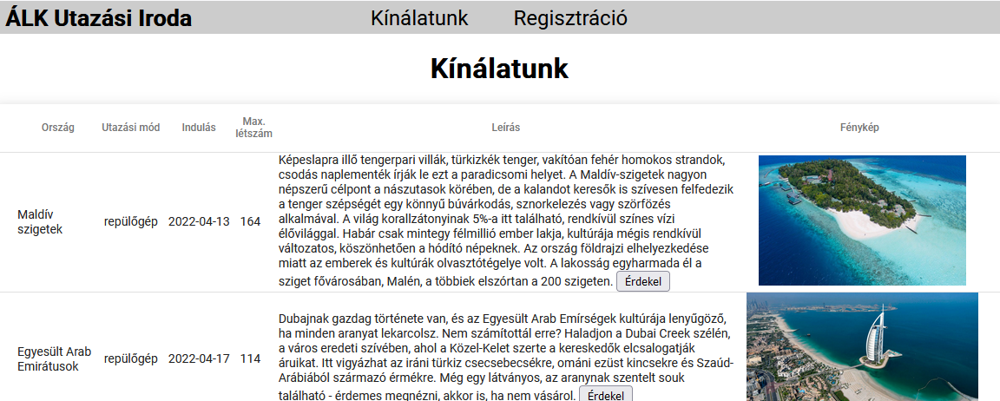 ÁLK Utazási Iroda
Kínálatunk
Regisztráció
Kínálatunk
Ország
Utazási mód
Indulás
Max.
létszám
Leírás
Fénykép
Maldív
szigetek
repülőgép
2022-04-13
164
Képeslapra illő tengerpari villák, türkizkék tenger, vakítóan fehér homokos strandok,
csodás naplementék írják le ezt a paradicsomi helyet. A Maldív-szigetek nagyon
népszerű célpont a nászutasok körében, de a kalandot keresők is szívesen felfedezik
a tenger szépségét egy könnyű búvárkodás, sznorkelezés vagy szörfözés
alkalmával. A világ korallzátonyinak 5%-a itt található, rendkívül színes vízi
élővilággal. Habár csak mintegy félmillió ember lakja, kultúrája mégis rendkívül
változatos, köszönhetően a hódító népeknek. Az ország földrajzi elhelyezkedése
miatt az emberek és kultúrák olvasztótégelye volt. A lakosság egyharmada él a
sziget fővárosában, Malén, a többiek elszórtan a 200 szigeten. Érdekel
Egyesült Arab
Emirátusok
repülőgép
2022-04-17
114
Dubajnak gazdag története van, és az Egyesült Arab Emírségek kultúrája lenyűgöző,
ha minden aranyat lekarcolsz. Nem számítottál erre? Haladjon a Dubai Creek szélén,
a város eredeti szívében, ahol a Közel-Kelet szerte a kereskedők elcsalogatják
áruikat. Itt vigyázhat az iráni türkiz csecsebecsékre, ománi ezüst kincsekre és Szaúd-
Arábiából származó érmékre. Még egy látványos, az aranynak szentelt souk
található - érdemes megnézni, akkor is, ha nem vásárol. Érdekel